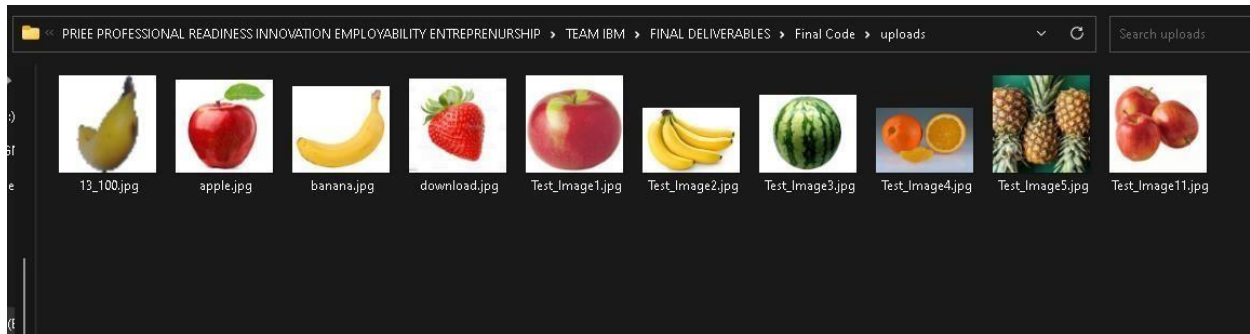 « PRIEE PROFESSIONAL READINESS INNOVATION EMPLOYABILITY ENTREPRENURSHIP › TEAM IBM › FINAL DELIVERABLES › Final Code › uploads
Search uploads
13_100.jpg apple.jpg banana.jpg download.jpg Test_Image1.jpg Test_Image2.jpg Test_Image3.jpg Test_Image4.jpg Test_Image5.jpg Test_Image11.jpg